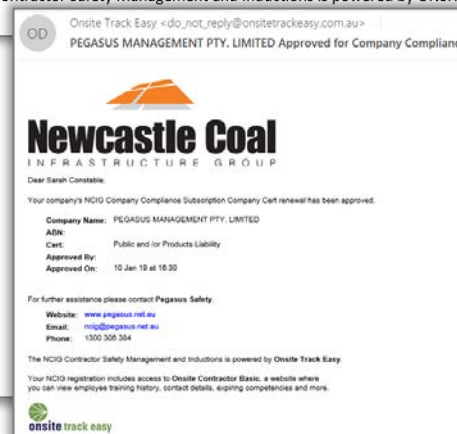 OD
Onsite Track Easy <do_not_reply@onsitetrackeasy.com.au>
PEGASUS MANAGEMENT PTY. LIMITED Approved for Company Complianc
Newcastle Coal
INFRASTRUCTURE GROUP
Dear Sarah Constable,
Your company's NCIG Company Compliance Subscription Company Cert renewal has been approved.
Company Name: PEGASUS MANAGEMENT PTY. LIMITED
ABN:
Cert: Public and /or Products Liability
Approved By:
Approved On: 10 Jan 19 at 16:30
For further assistance please contact Pegasus Safety.
Website: www.pegasus.net.au
Email: ncig@pegasus.net.au
Phone: 1300 306 384
The NCIG Contractor Safety Management and Inductions is powered by Onsite Track Easy.
Your NCIG registration includes access to Onsite Contractor Basic, a website where
you can view employee training history, contact details, expiring competencies and more.
onsite track easy